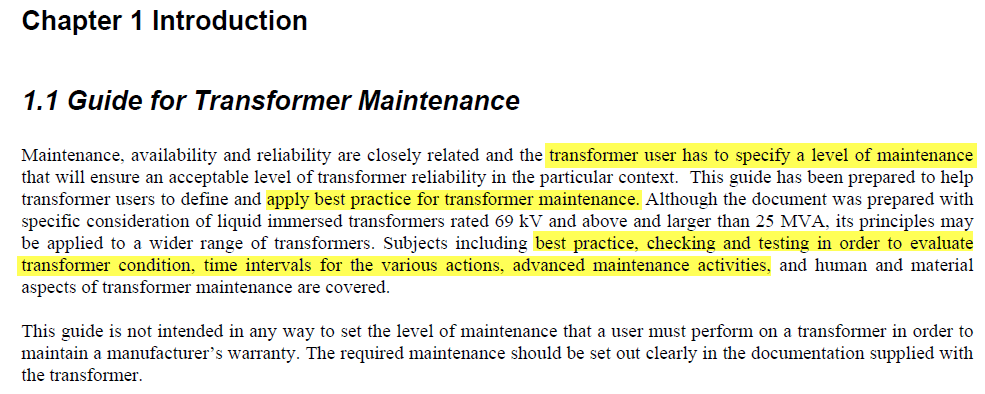 Chapter 1 Introduction
1.1 Guide for Transformer Maintenance
Maintenance, availability and reliability are closely related and the transformer user has to specify a level of maintenance
that will ensure an acceptable level of transformer reliability in the particular context. This guide has been prepared to help
transformer users to define and apply best practice for transformer maintenance. Although the document was prepared with
specific consideration of liquid immersed transformers rated 69 kV and above and larger than 25 MVA, its principles may
be applied to a wider range of transformers. Subjects including best practice, checking and testing in order to evaluate
transformer condition, time intervals for the various actions, advanced maintenance activities, and human and material
aspects of transformer maintenance are covered.
This guide is not intended in any way to set the level of maintenance that a user must perform on a transformer in order to
maintain a manufacturer’s warranty. The required maintenance should be set out clearly in the documentation supplied with
the transformer.